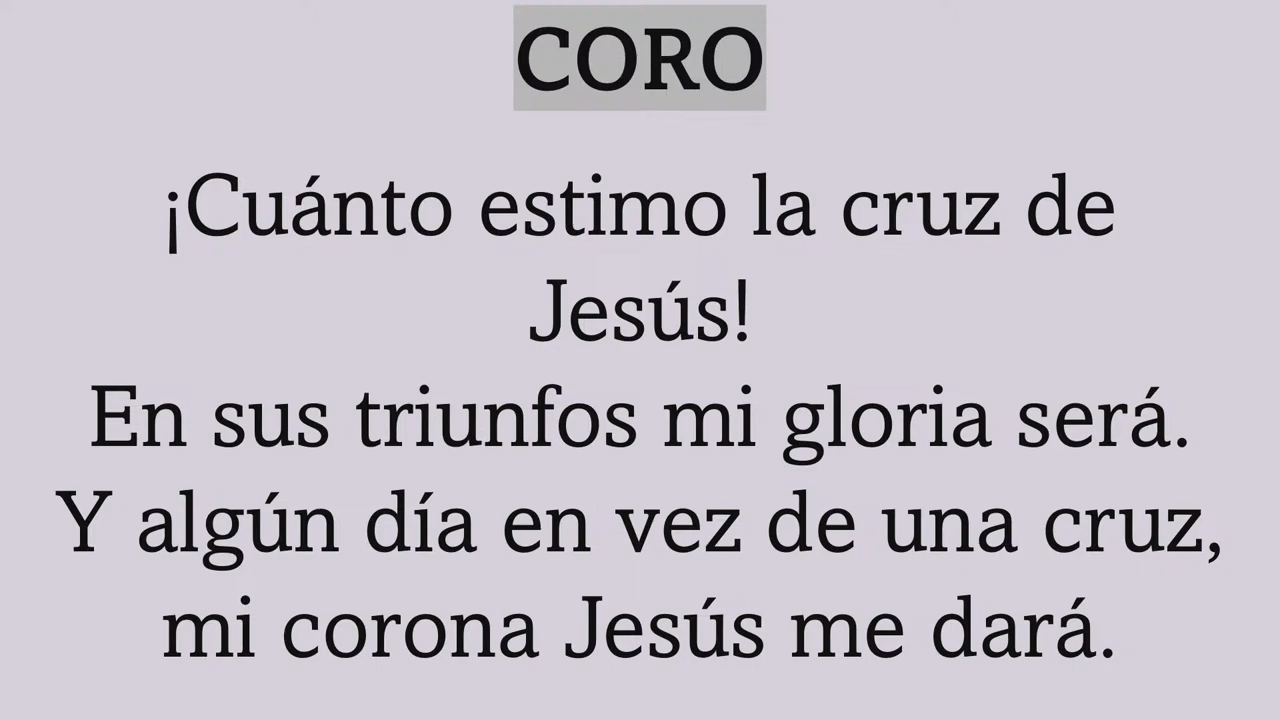 CORO
¡Cuánto estimo la cruz de
Jesús!
En sus triunfos mi gloria será.
Y algún día en vez de una cruz,
mi corona Jesús me dará.